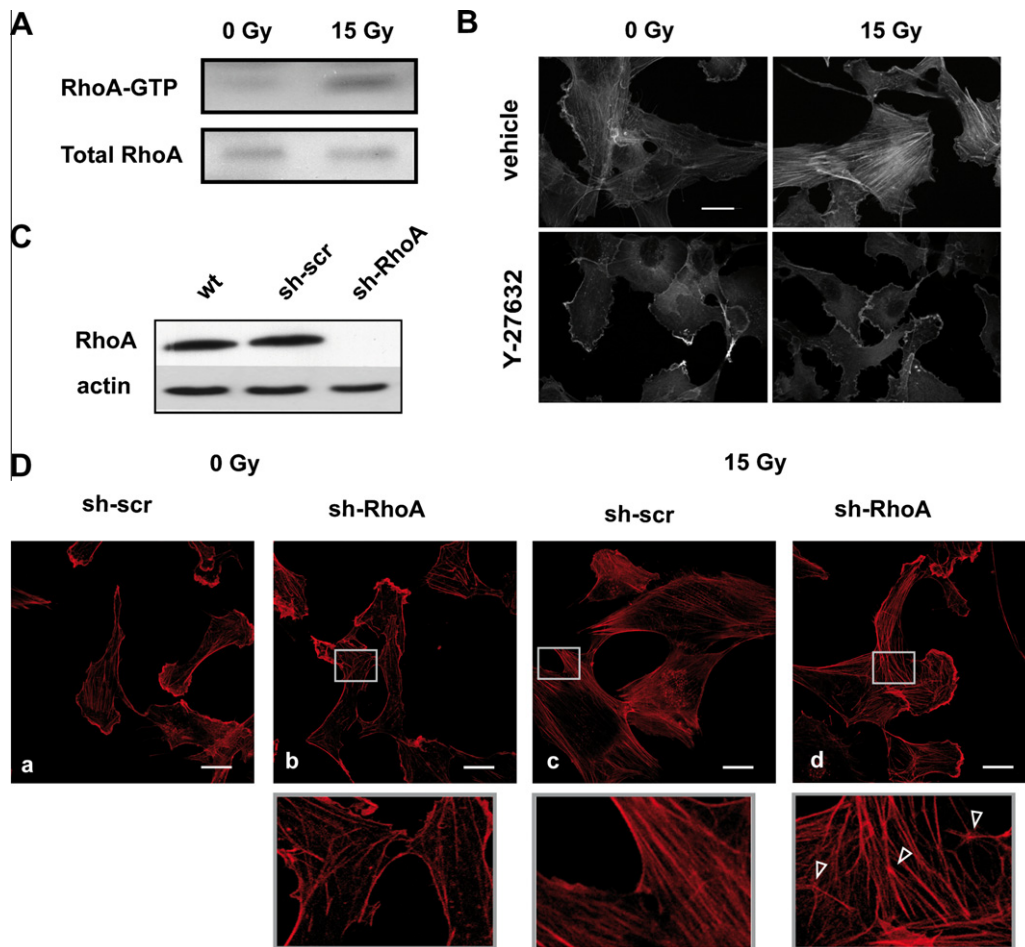 A
0 Gy 15 Gy
RhoA-GTP
Total RhoA
B
0 Gy 15 Gy
vehicle
Y-27632
C
wt sh-scr sh-RhoA
RhoA
actin
D
0 Gy 15 Gy
sh-scr sh-RhoA sh-scr sh-RhoA
a b c d